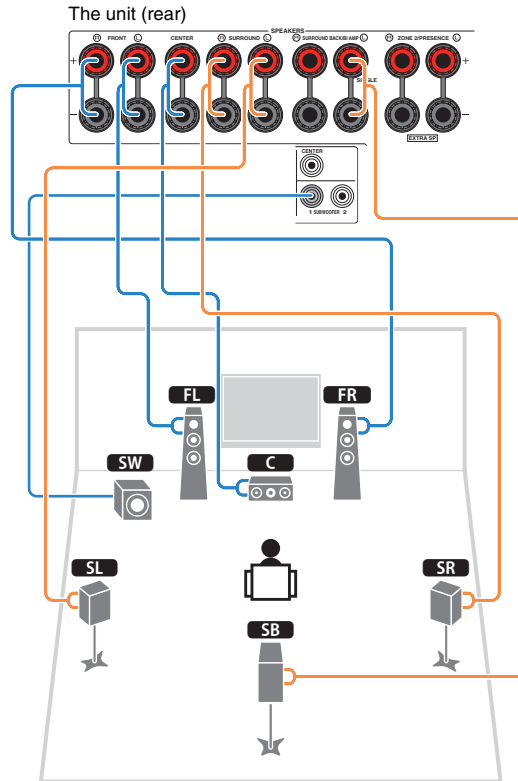 The unit (rear)
SPEAKERS
R FRONT L CENTER R SURROUND L R SURROUND BACK/BI AMP L R ZONE 2/PRESENCE L
+ +
SINGLE
– –
EXTRA SP
CENTER
1 SUBWOOFER 2
FL FR
SW C
SL SR
SB